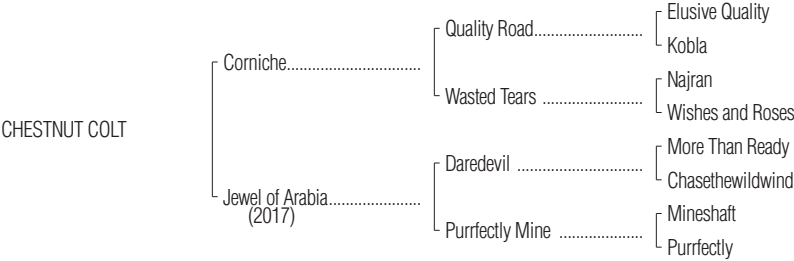 Elusive Quality
Quality Road..........................
Kobla
Corniche................................
Najran
Wasted Tears ........................
Wishes and Roses
CHESTNUT COLT
More Than Ready
Daredevil ..............................
Chasethewildwind
Jewel of Arabia......................
(2017)
Mineshaft
Purrfectly Mine ....................
Purrfectly